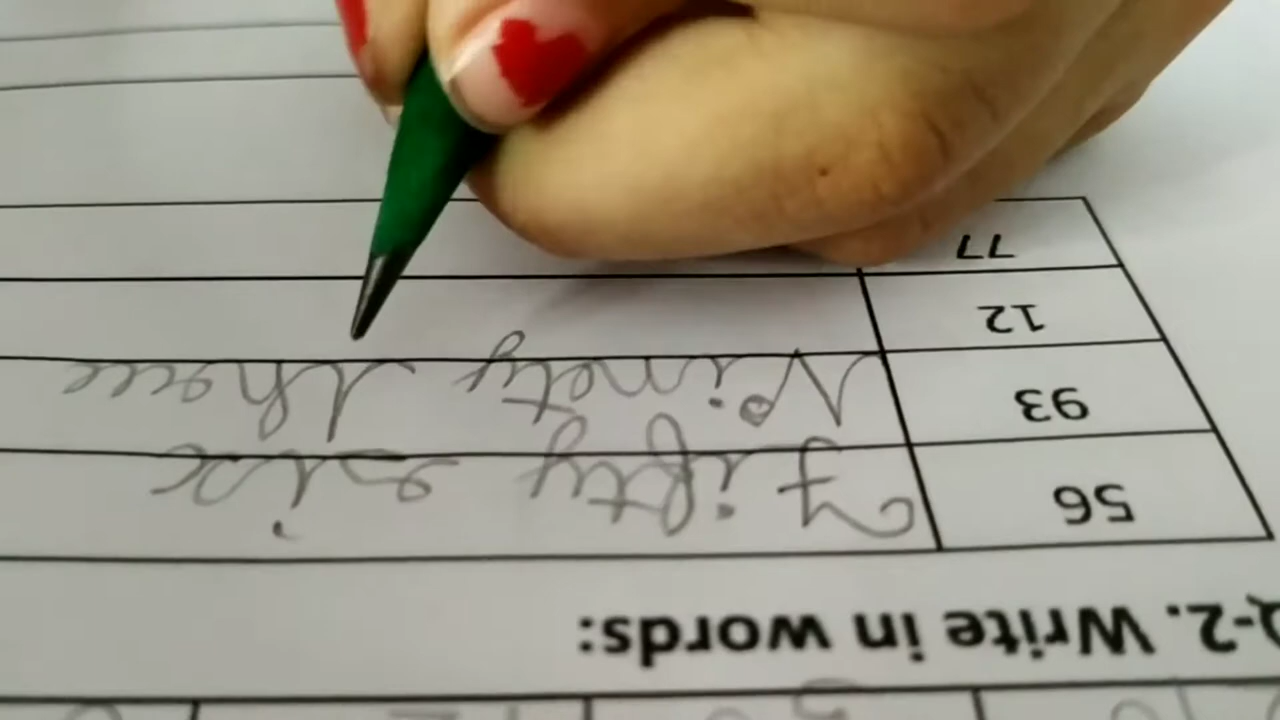 Q-2. Write in words:
56 Fifty six
93 Ninety three
12
77